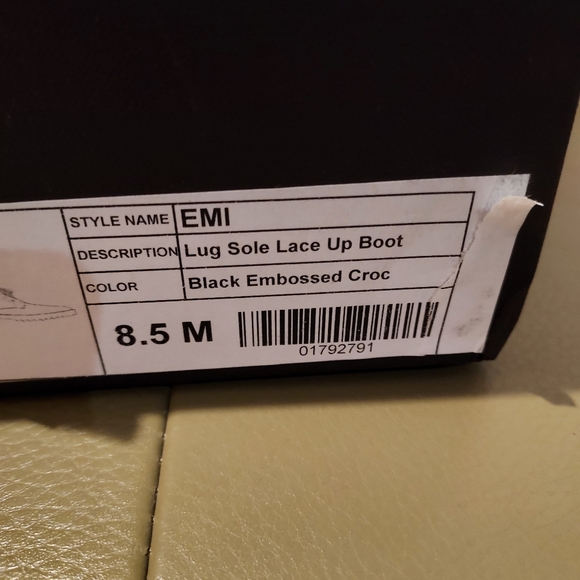 STYLE NAME EMI
DESCRIPTION Lug Sole Lace Up Boot
COLOR Black Embossed Croc
8.5 M
01792791